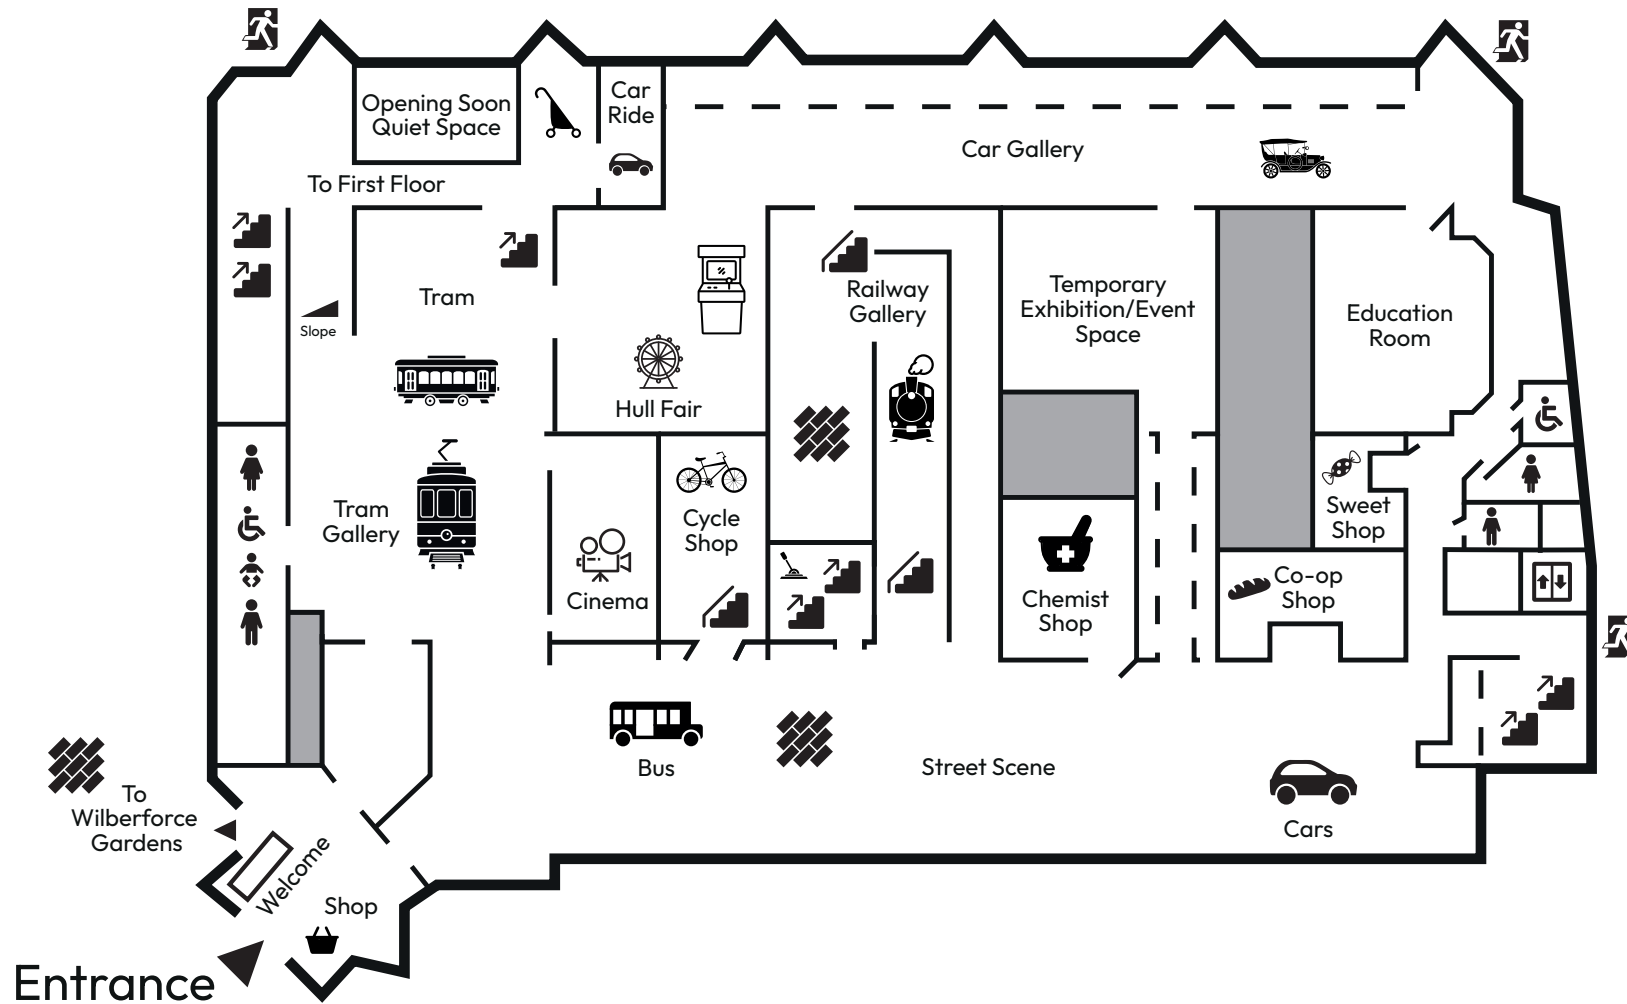 Opening Soon
Quiet Space
Car
Ride
Car Gallery
To First Floor
Slope
Tram
Hull Fair
Railway
Gallery
Temporary
Exhibition/Event
Space
Education
Room
Tram
Gallery
Cinema
Cycle
Shop
Chemist
Shop
Sweet
Shop
Co-op
Shop
Bus
Street Scene
Cars
To
Wilberforce
Gardens
Welcome
Shop
Entrance